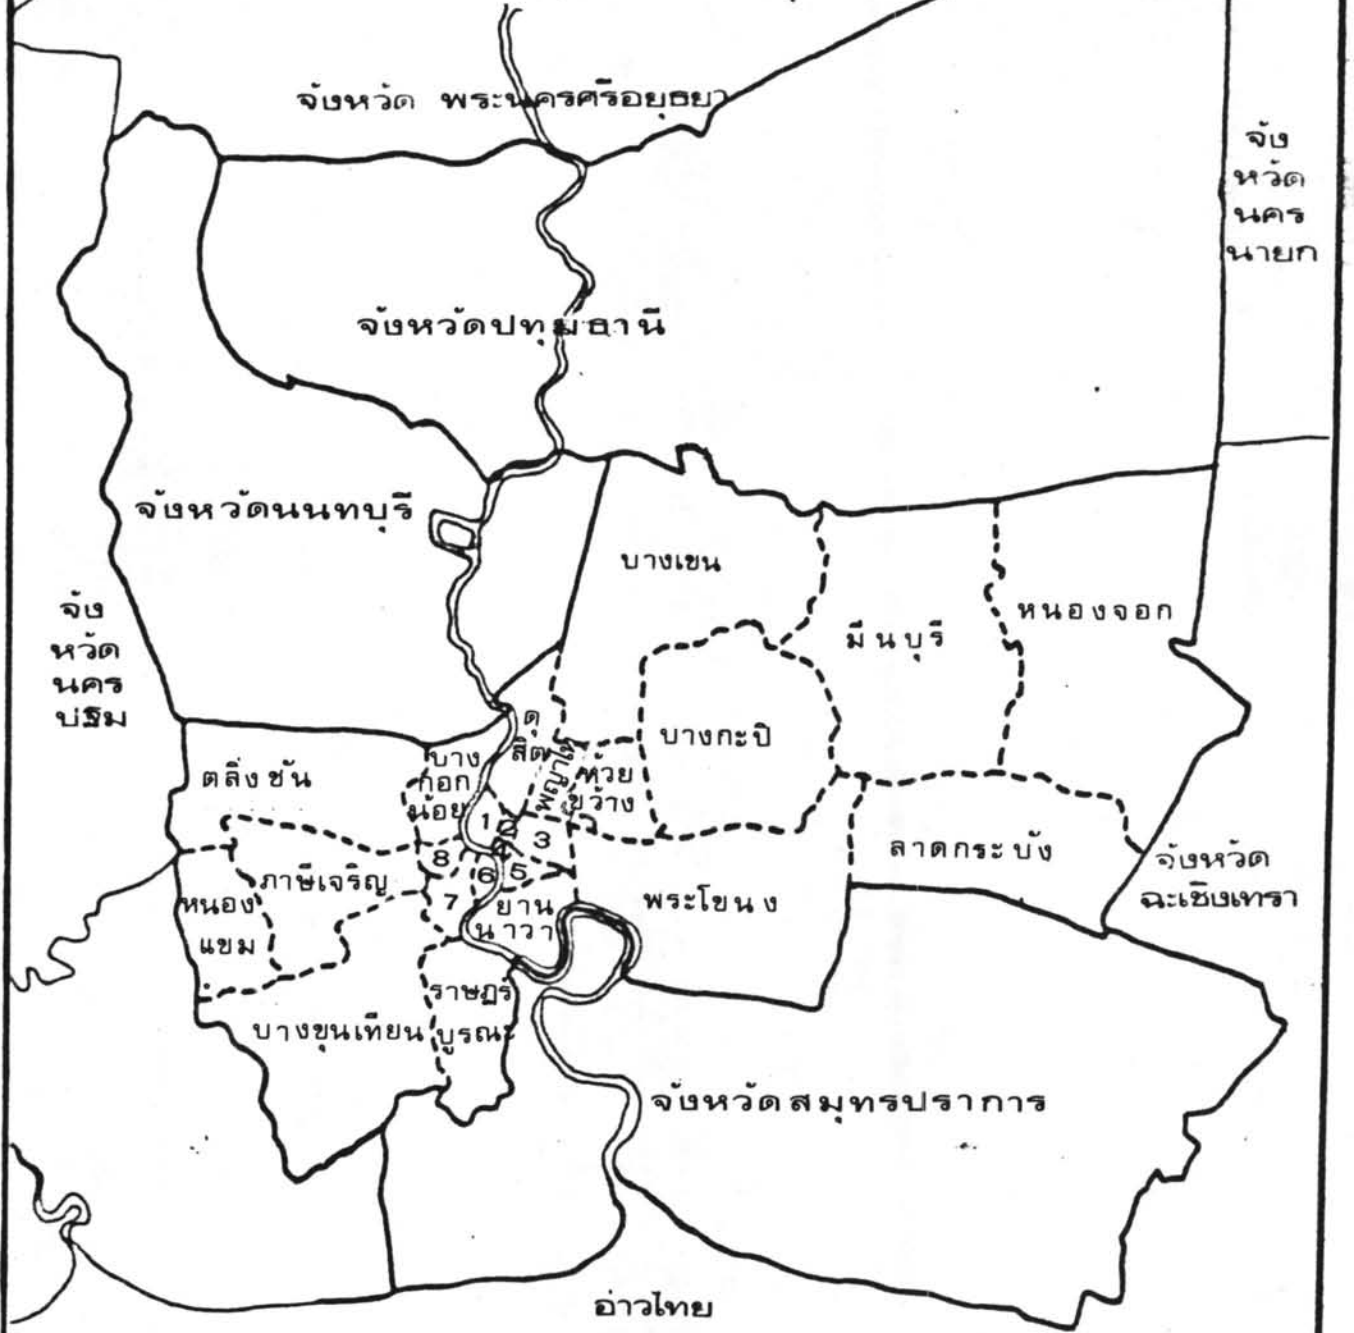 จังหวัด พระนครศรีอยุธยา
จัง
หวัด
นคร
นายก
จังหวัดปทุมธานี
จังหวัดนนทบุรี
บางเขน
จัง
หวัด
นคร
ปฐม
มีนบุรี
หนองจอก
ดุ
สิต
บางกะปิ
พญาไท
ห้วย
ขวาง
ตลิ่งชัน
บาง
กอก
น้อย
1
2
3
4
5
6
7
8
ลาดกระบัง
จังหวัด
ฉะเชิงเทรา
ภาษีเจริญ
หนอง
แขม
ยาน
นาวา
พระโขนง
ราษฎร์
บูรณะ
บางขุนเทียน
จังหวัดสมุทรปราการ
อ่าวไทย